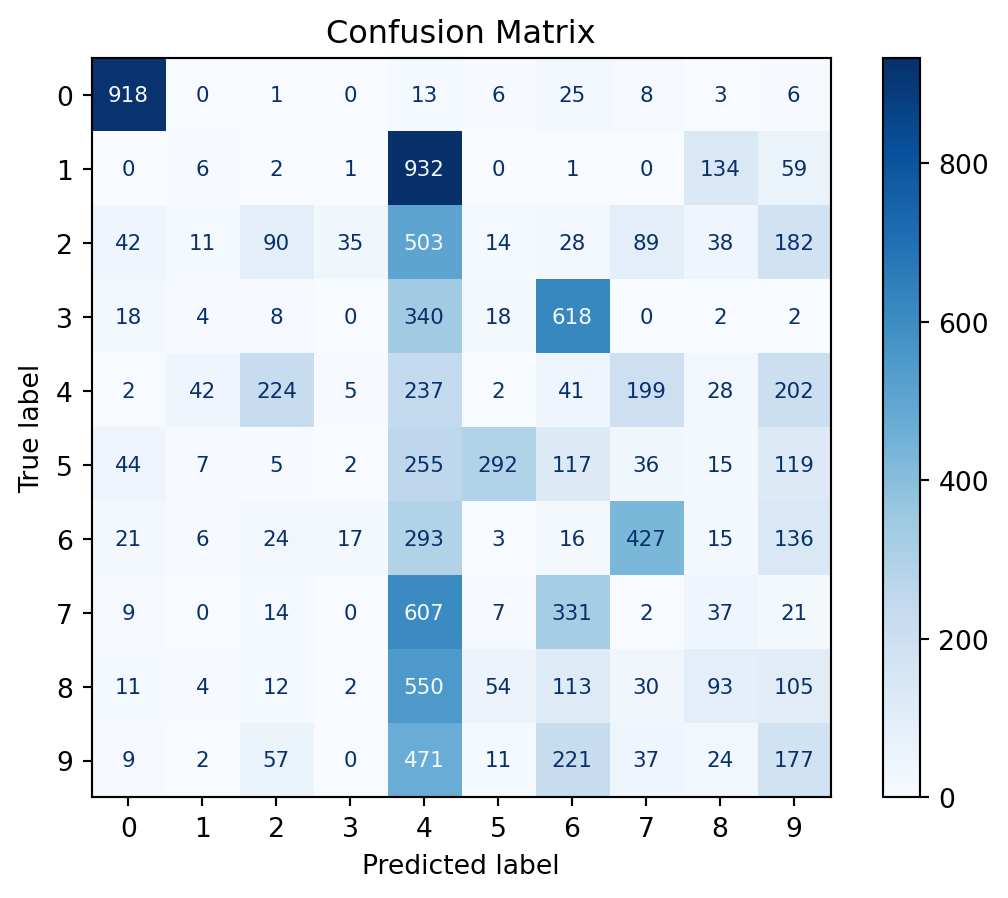 Confusion Matrix
0 918 0 1 0 13 6 25 8 3 6
1 0 6 2 1 932 0 1 0 134 59
2 42 11 90 35 503 14 28 89 38 182
3 18 4 8 0 340 18 618 0 2 2
4 2 42 224 5 237 2 41 199 28 202
5 44 7 5 2 255 292 117 36 15 119
6 21 6 24 17 293 3 16 427 15 136
7 9 0 14 0 607 7 331 2 37 21
8 11 4 12 2 550 54 113 30 93 105
9 9 2 57 0 471 11 221 37 24 177
0 1 2 3 4 5 6 7 8 9
Predicted label
True label
800
600
400
200
0